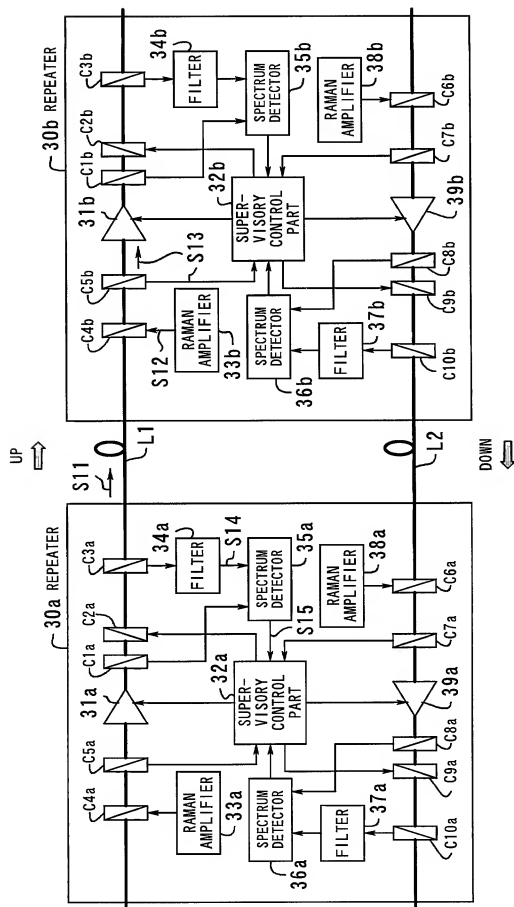 UP
DOWN
30a REPEATER
C4a
C5a
31a
C1a
C2a
C3a
RAMAN
AMPLIFIER
33a
32a
SUPER-
VISORY
CONTROL
PART
34a
FILTER
S14
SPECTRUM
DETECTOR
35a
S15
SPECTRUM
DETECTOR
36a
37a
FILTER
RAMAN
AMPLIFIER
38a
C10a
C9a
C8a
39a
C7a
C6a
S11
L1
L2
30b REPEATER
C4b
C5b
31b
C1b
C2b
C3b
S12
S13
S13
RAMAN
AMPLIFIER
33b
32b
SUPER-
VISORY
CONTROL
PART
34b
FILTER
SPECTRUM
DETECTOR
35b
SPECTRUM
DETECTOR
36b
37b
FILTER
RAMAN
AMPLIFIER
38b
C10b
C9b
C8b
39b
C7b
C6b